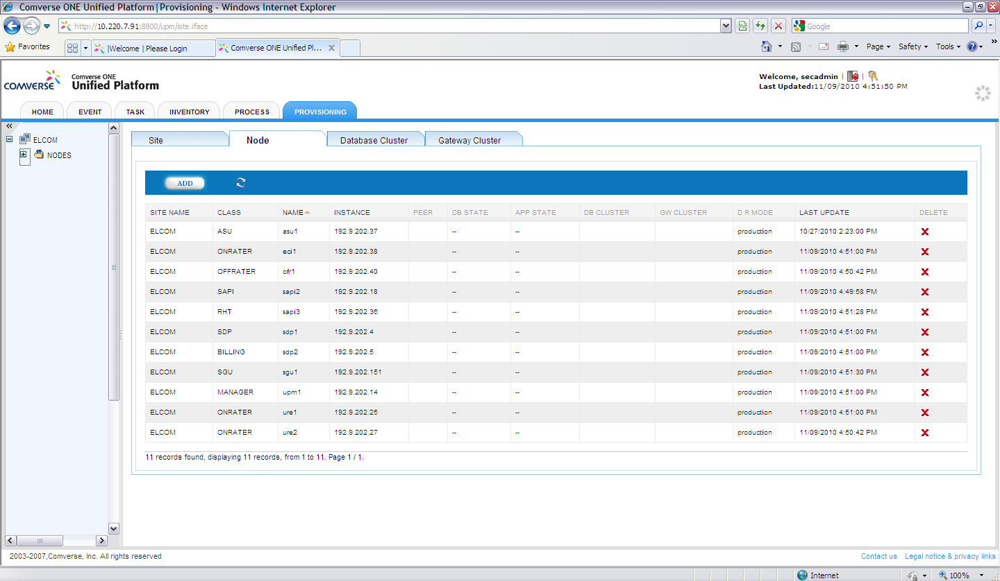 Comverse ONE Unified Platform|Provisioning - Windows Internet Explorer
http://10.220.7.91:8800/upm/site.iface
Google
Favorites
|Welcome | Please Login
Comverse ONE Unified Pl...
Page
Safety
Tools
COMVERSE
Comverse ONE
Unified Platform
Welcome, secadmin | |
Last Updated:11/09/2010 4:51:50 PM
HOME EVENT TASK INVENTORY PROCESS PROVISIONING
ELCOM
NODES
Site Node Database Cluster Gateway Cluster
ADD
SITE NAME CLASS NAME INSTANCE PEER DB STATE APP STATE DB CLUSTER GW CLUSTER D R MODE LAST UPDATE DELETE
ELCOM ASU asu1 192.9.202.37 -- -- production 10/27/2010 2:23:00 PM
ELCOM ONRATER eci1 192.9.202.38 -- -- production 11/09/2010 4:51:00 PM
ELCOM OFFRATER ofr1 192.9.202.40 -- -- production 11/09/2010 4:50:42 PM
ELCOM SAPI sapi2 192.9.202.18 -- -- production 11/09/2010 4:49:58 PM
ELCOM RHT sapi3 192.9.202.36 -- -- production 11/09/2010 4:51:28 PM
ELCOM SDP sdp1 192.9.202.4 -- -- production 11/09/2010 4:51:00 PM
ELCOM BILLING sdp2 192.9.202.5 -- -- production 11/09/2010 4:51:00 PM
ELCOM SGU sgu1 192.9.202.151 -- -- production 11/09/2010 4:51:30 PM
ELCOM MANAGER upm1 192.9.202.14 -- -- production 11/09/2010 4:51:00 PM
ELCOM ONRATER ure1 192.9.202.25 -- -- production 11/09/2010 4:51:00 PM
ELCOM ONRATER ure2 192.9.202.27 -- -- production 11/09/2010 4:50:42 PM
11 records found, displaying 11 records, from 1 to 11. Page 1 / 1.
2003-2007,Comverse, Inc. All rights reserved
Contact us Legal notice & privacy links
Internet
100%